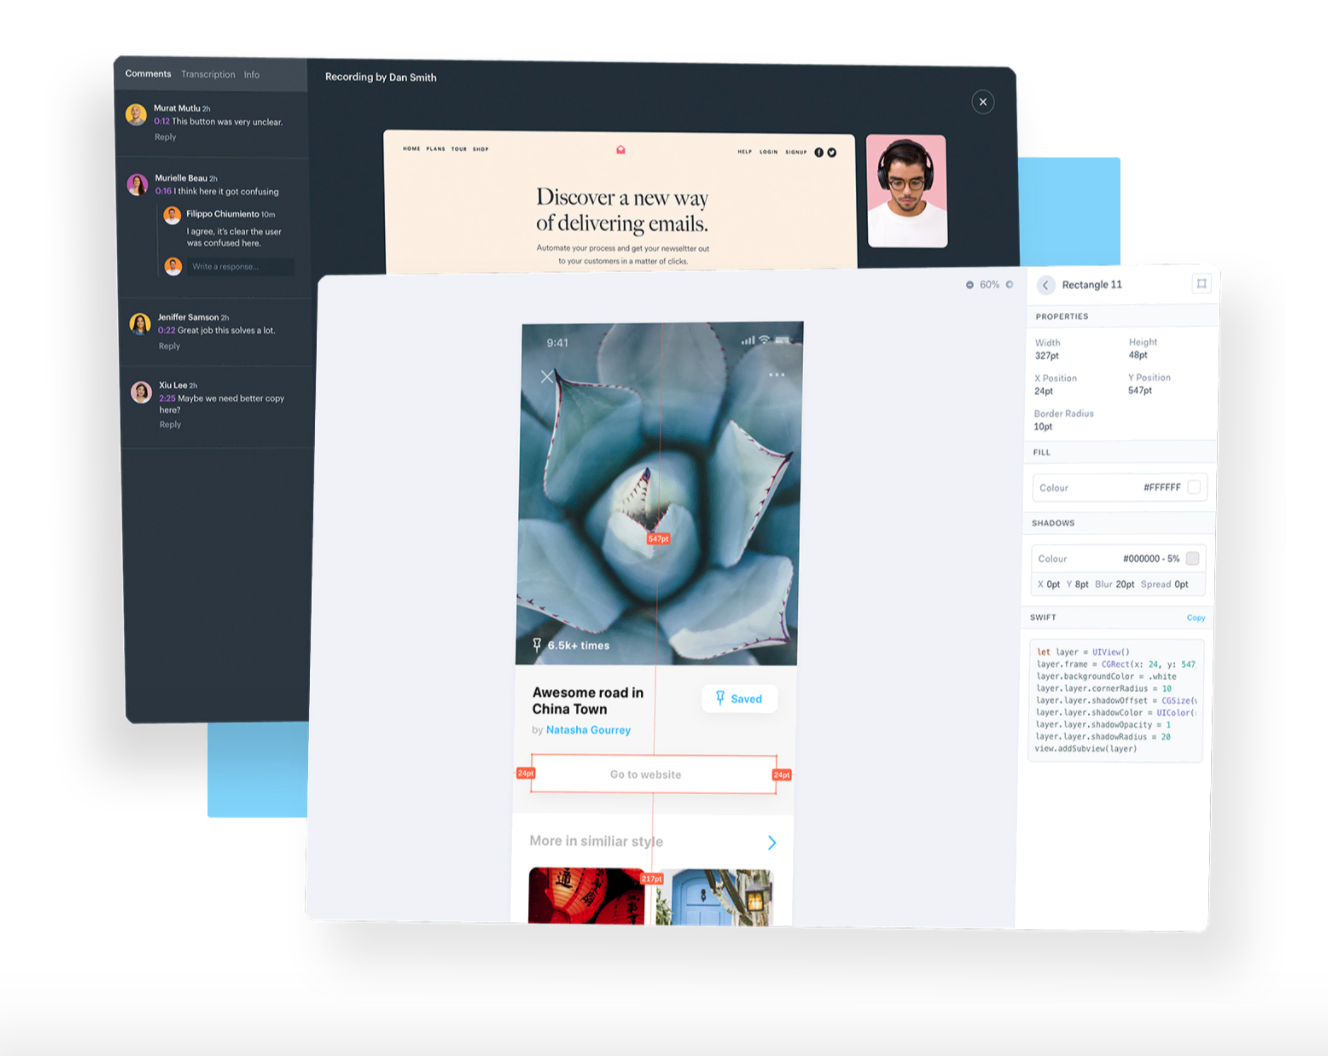 Comments Transcription Info
Murat Mutlu 2h
0:12 This button was very unclear.
Reply
Murielle Beau 2h
0:16 I think here it got confusing
Filippo Chiumiento 10m
I agree, it's clear the user
was confused here.
Write a response...
Jeniffer Samson 2h
0:22 Great job this solves a lot.
Reply
Xiu Lee 2h
2:25 Maybe we need better copy
here?
Reply
Recording by Dan Smith
HOME PLANS TOUR SHOP
HELP LOGIN SIGNUP
Discover a new way
of delivering emails.
Automate your process and get your newseltter out
to your customers in a matter of clicks.
60%
9:41
547pt
6.5k+ times
Awesome road in
China Town
Saved
by Natasha Gourrey
24pt
Go to website
24pt
More in similiar style
217pt
通
Rectangle 11
PROPERTIES
Width Height
327pt 48pt
X Position Y Position
24pt 547pt
Border Radius
10pt
FILL
Colour #FFFFFF
SHADOWS
Colour #000000 - 5%
X 0pt Y 8pt Blur 20pt Spread 0pt
SWIFT Copy
let layer = UIView()
layer.frame = CGRect(x: 24, y: 547
layer.backgroundColor = .white
layer.layer.cornerRadius = 10
layer.layer.shadowOffset = CGSize(
layer.layer.shadowColor = UIColor(
layer.layer.shadowOpacity = 1
layer.layer.shadowRadius = 20
view.addSubview(layer)